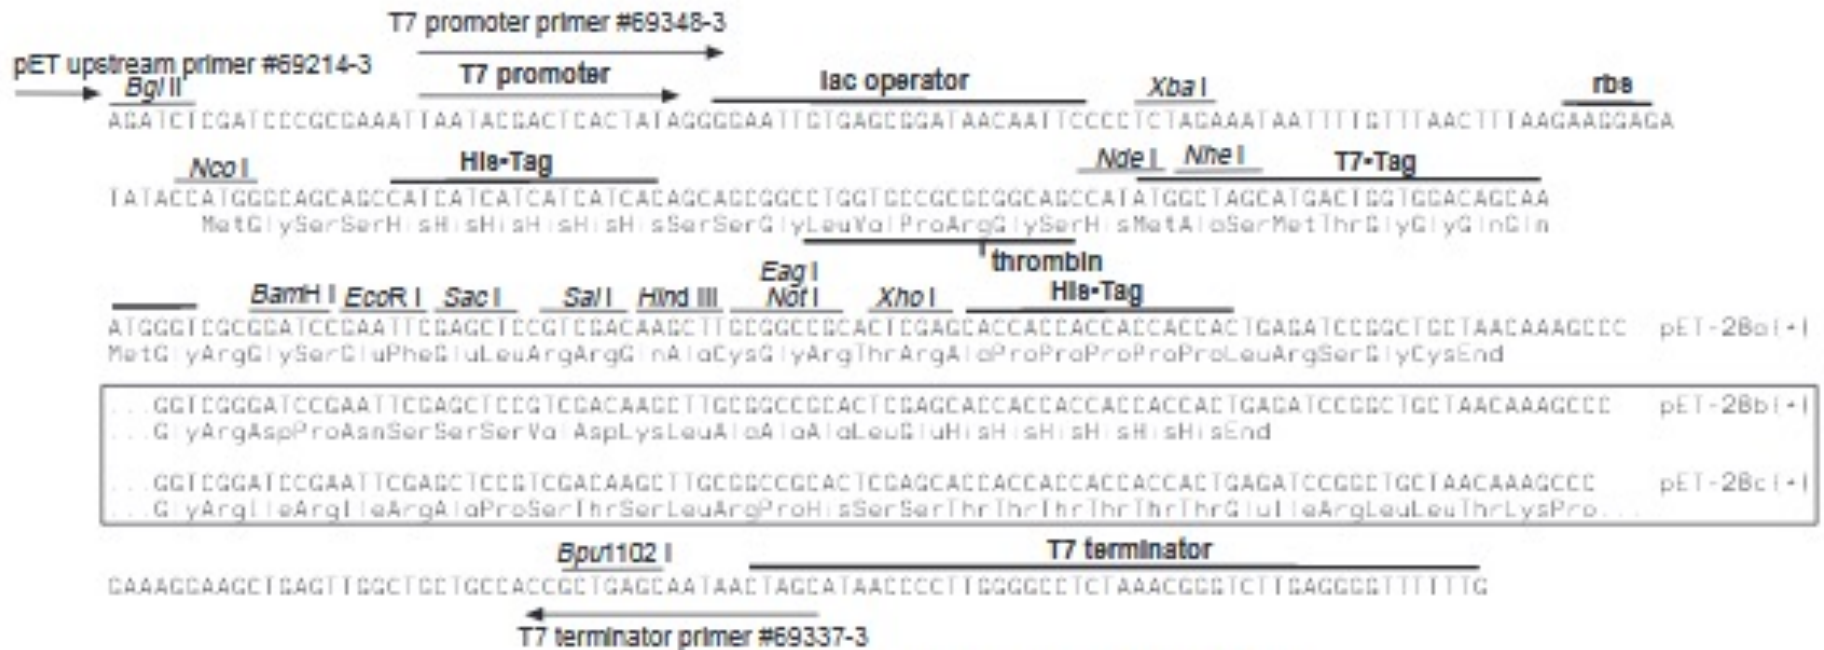 T7 promoter primer #69348-3
pET upstream primer #69214-3
Bgl II T7 promoter lac operator Xba I rbs
AGATCTCGATCCCGCGAAATTAATACGACTCACTATAGGGGAATTGTGAGCGGATAACAATTCCCCTCTAGAAATAATTTTGTTTAACTTTAAGAAGGAGA
Nco I His•Tag Nde I Nhe I T7•Tag
TATACCATGGGCAGCAGCCATCATCATCATCATCACAGCAGCGGCCTGGTGCCGCGCGGCAGCCATATGGCTAGCATGACTGGTGGACAGCAA
MetGlySerSerHisHisHisHisHisHisSerSerGlyLeuValProArgGlySerHisMetAlaSerMetThrGlyGlyGlnGln
thrombin
Eag I
BamH I EcoR I Sac I Sal I Hind III Not I Xho I His•Tag
ATGGGTCGCGGATCCGAATTCGAGCTCCGTCGACAAGCTTGCGGCCGCACTCGAGCACCACCACCACCACCACTGAGATCCGGCTGCTAACAAAGCCC pET-28a(+)
MetGlyArgGlySerGluPheGluLeuArgArgGlnAlaCysGlyArgThrArgAlaProProProProProLeuArgSerGlyCysEnd
...GGTCGGGATCCGAATTCGAGCTCCGTCGACAAGCTTGCGGCCGCACTCGAGCACCACCACCACCACCACTGAGATCCGGCTGCTAACAAAGCCC pET-28b(+)
...GlyArgAspProAsnSerSerSerValAspLysLeuAlaAlaAlaLeuGluHisHisHisHisHisHisEnd
...GGTCGGATCCGAATTCGAGCTCCGTCGACAAGCTTGCGGCCGCACTCGAGCACCACCACCACCACCACTGAGATCCGGCTGCTAACAAAGCCC pET-28c(+)
...GlyArgIleArgIleArgAlaProSerThrSerLeuArgProHisSerSerThrThrThrThrThrThrGluIleArgLeuLeuThrLysPro...
Bpu1102 I T7 terminator
GAAAGGAAGCTGAGTTGGCTGCTGCCACCGCTGAGCAATAACTAGCATAACCCCTTGGGGCCTCTAAACGGGTCTTGAGGGGTTTTTTG
T7 terminator primer #69337-3